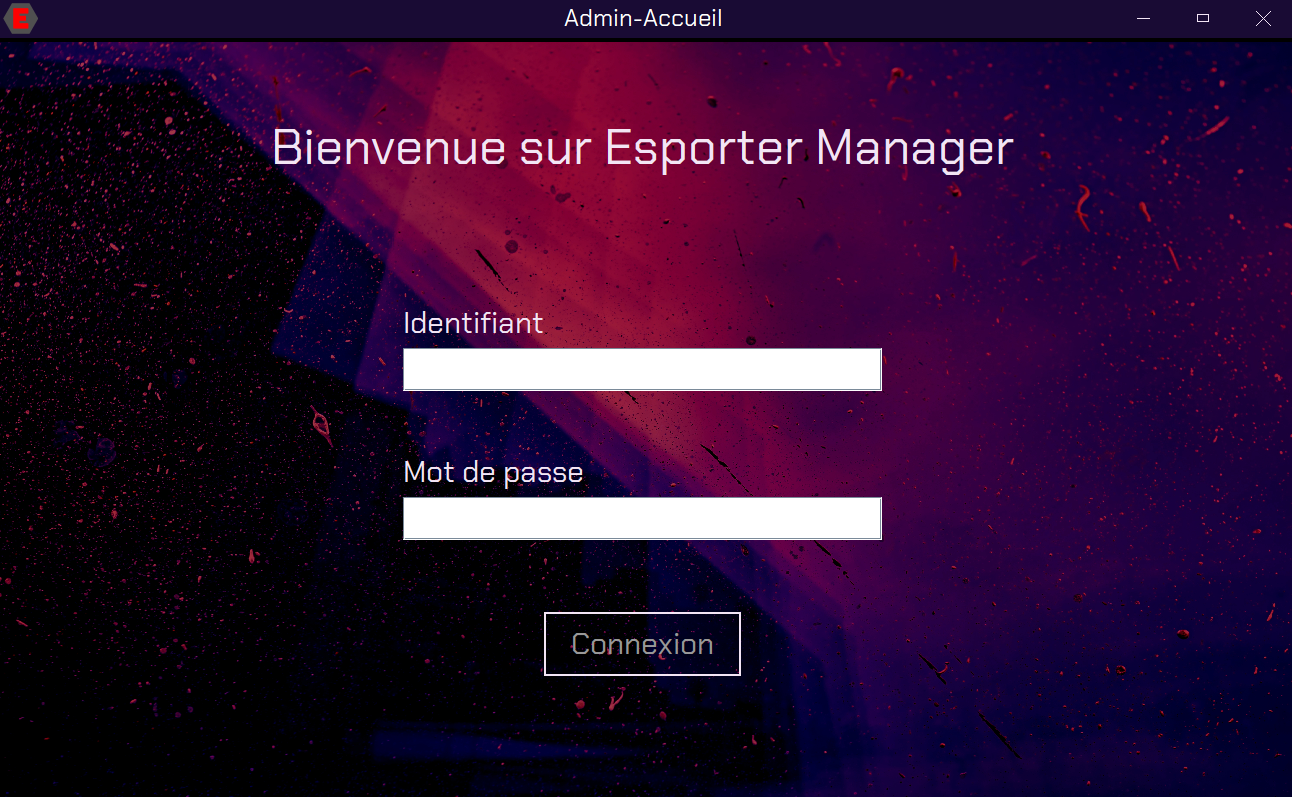 E
Admin-Accueil
Bienvenue sur Esporter Manager
Identifiant
Mot de passe
Connexion